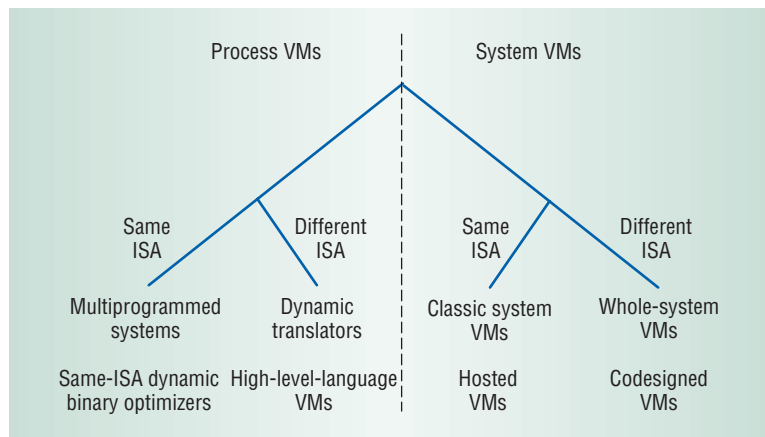 Process VMs
System VMs
Same
ISA
Different
ISA
Same
ISA
Different
ISA
Multiprogrammed
systems
Dynamic
translators
Classic system
VMs
Whole-system
VMs
Same-ISA dynamic
binary optimizers
High-level-language
VMs
Hosted
VMs
Codesigned
VMs